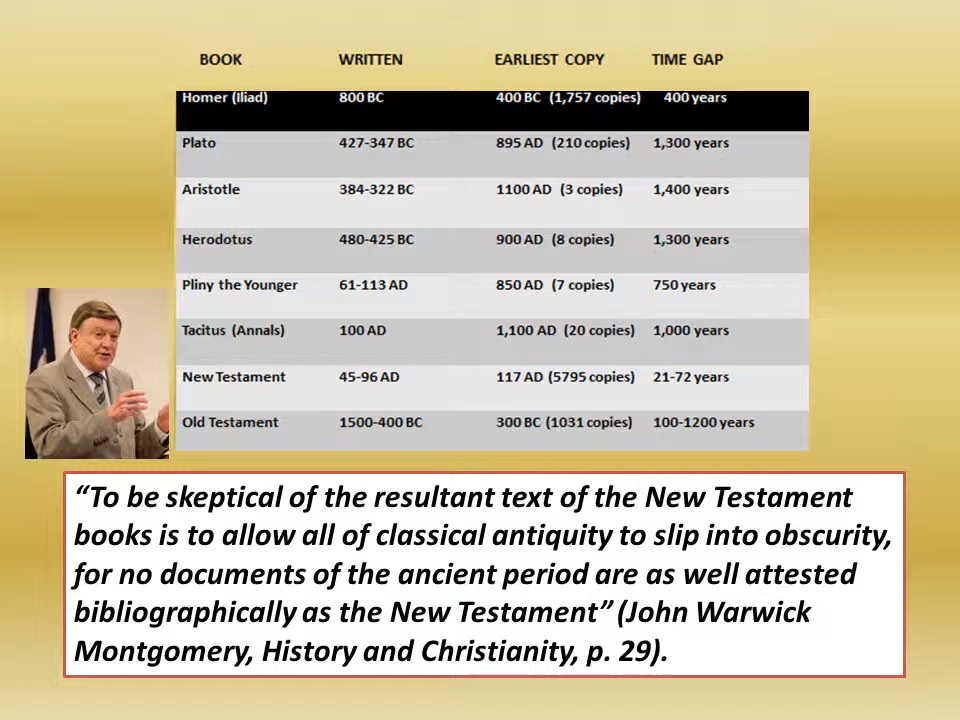 BOOK WRITTEN EARLIEST COPY TIME GAP
Homer (Iliad) 800 BC 400 BC (1,757 copies) 400 years
Plato 427-347 BC 895 AD (210 copies) 1,300 years
Aristotle 384-322 BC 1100 AD (3 copies) 1,400 years
Herodotus 480-425 BC 900 AD (8 copies) 1,300 years
Pliny the Younger 61-113 AD 850 AD (7 copies) 750 years
Tacitus (Annals) 100 AD 1,100 AD (20 copies) 1,000 years
New Testament 45-96 AD 117 AD (5795 copies) 21-72 years
Old Testament 1500-400 BC 300 BC (1031 copies) 100-1200 years
“To be skeptical of the resultant text of the New Testament
books is to allow all of classical antiquity to slip into obscurity,
for no documents of the ancient period are as well attested
bibliographically as the New Testament” (John Warwick
Montgomery, History and Christianity, p. 29).